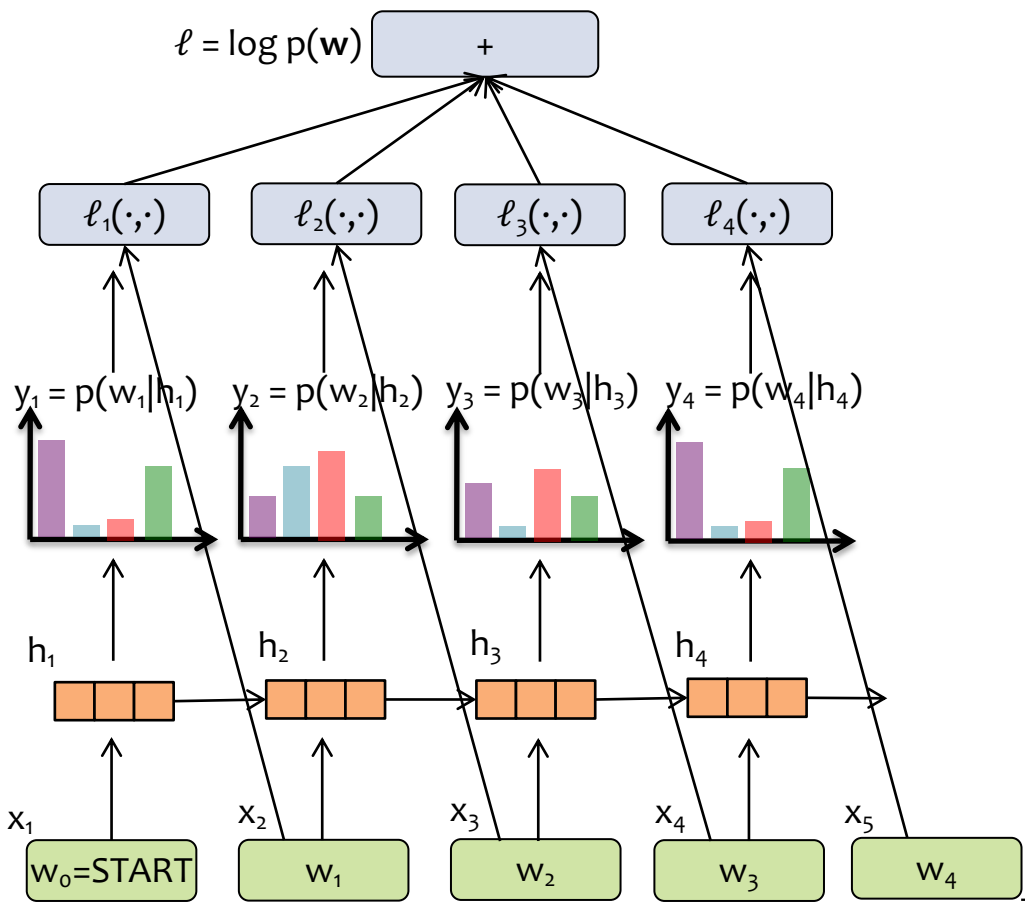 ℓ = log p(w)
+
ℓ₁(·,·) ℓ₂(·,·) ℓ₃(·,·) ℓ₄(·,·)
y₁ = p(w₁|h₁) y₂ = p(w₂|h₂) y₃ = p(w₃|h₃) y₄ = p(w₄|h₄)
h₁ h₂ h₃ h₄
x₁ x₂ x₃ x₄ x₅
w₀=START w₁ w₂ w₃ w₄